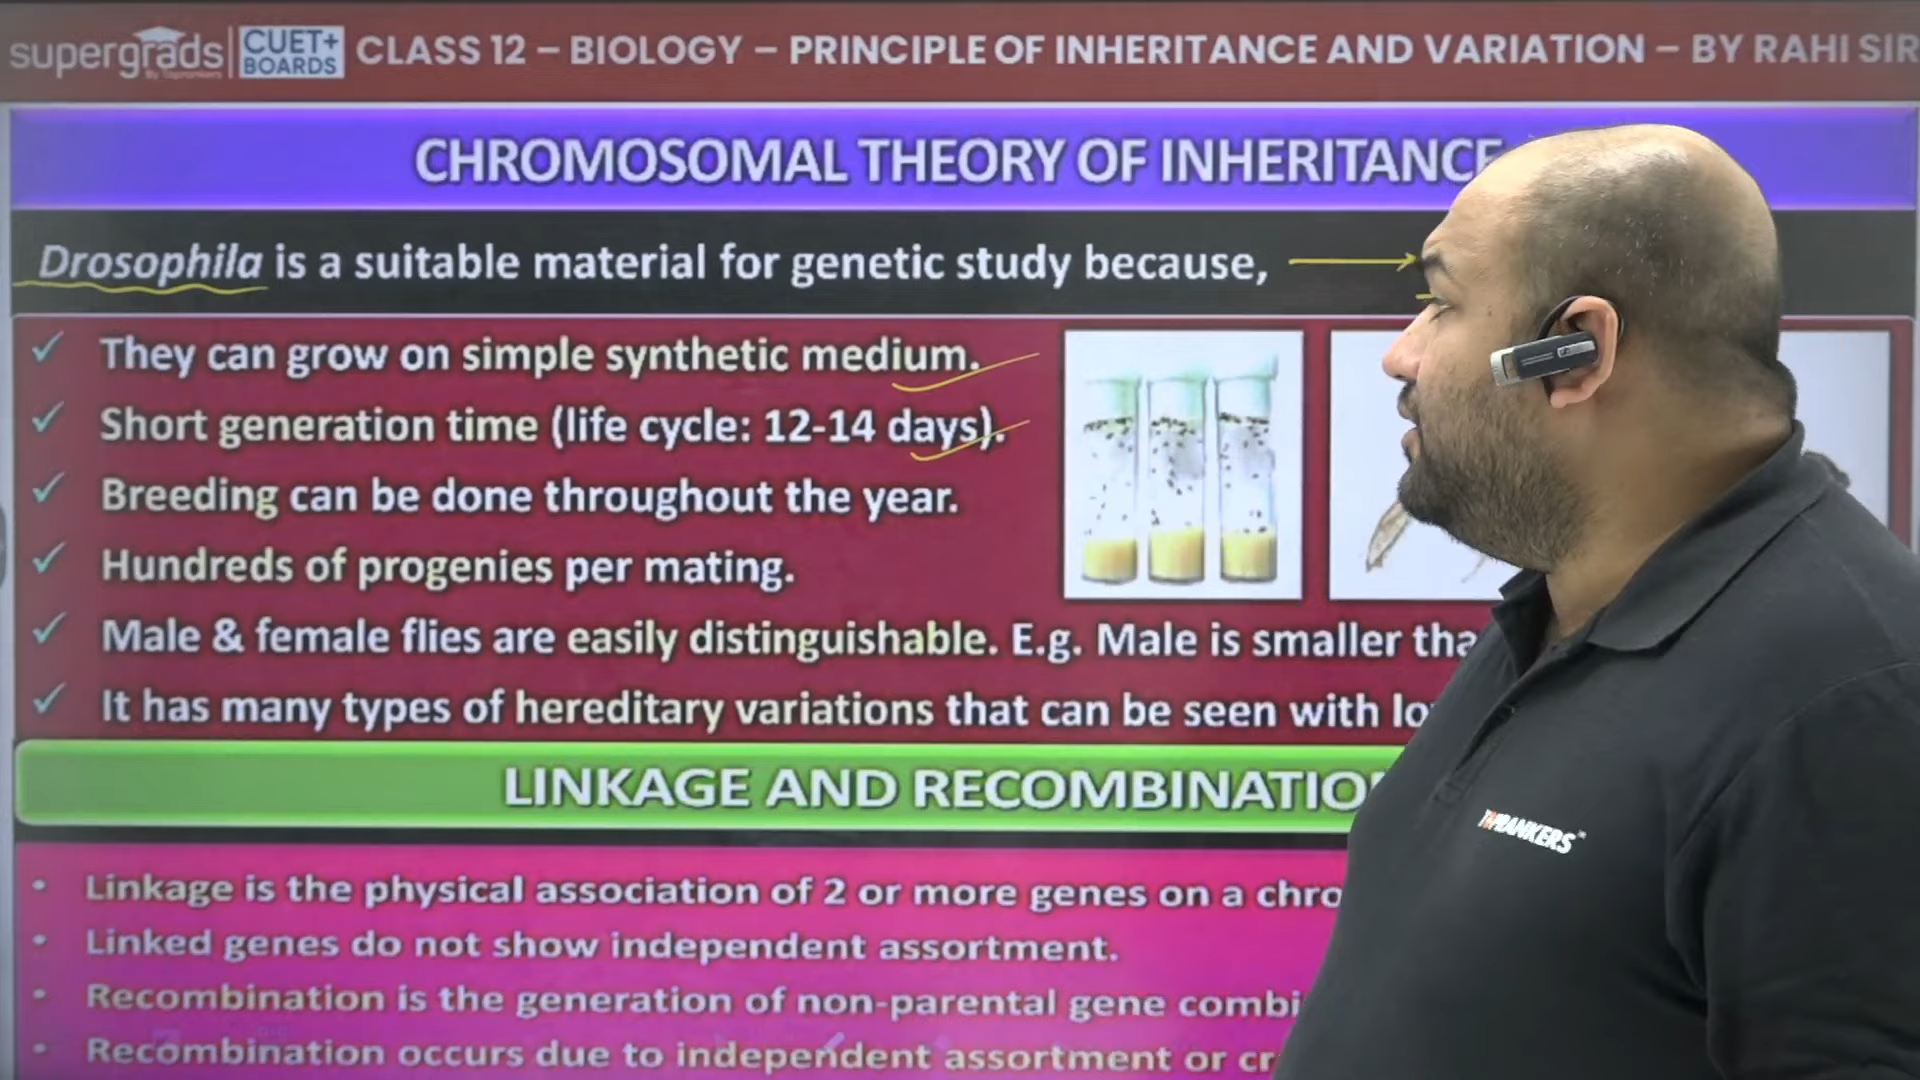 supergrads
By Toprankers
CUET+
BOARDS
CLASS 12 – BIOLOGY – PRINCIPLE OF INHERITANCE AND VARIATION – BY RAHI SIR
CHROMOSOMAL THEORY OF INHERITANCE
Drosophila is a suitable material for genetic study because,
✓ They can grow on simple synthetic medium.
✓ Short generation time (life cycle: 12-14 days).
✓ Breeding can be done throughout the year.
✓ Hundreds of progenies per mating.
✓ Male & female flies are easily distinguishable. E.g. Male is smaller tha
✓ It has many types of hereditary variations that can be seen with lo
LINKAGE AND RECOMBINATIO
• Linkage is the physical association of 2 or more genes on a chro
• Linked genes do not show independent assortment.
• Recombination is the generation of non-parental gene combi
• Recombination occurs due to independent assortment or cr
TOPRANKERS